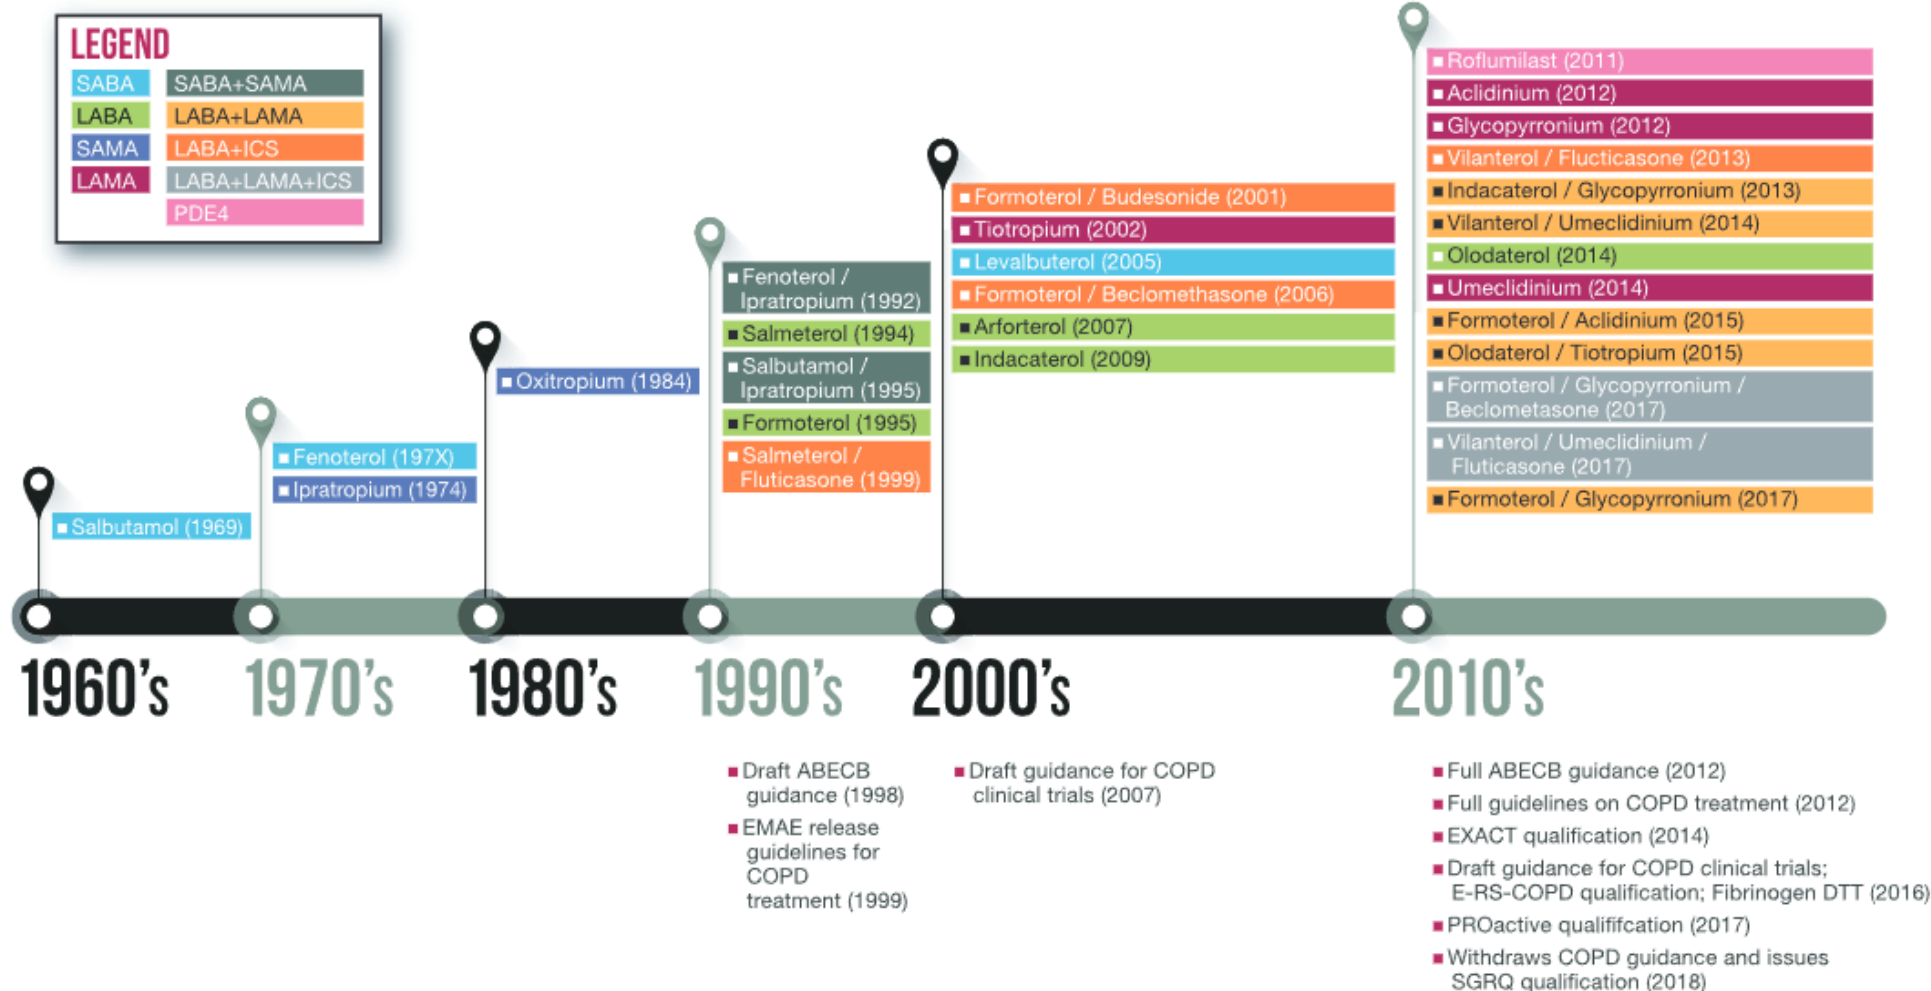 LEGEND
SABA
SABA+SAMA
LABA
LABA+LAMA
SAMA
LABA+ICS
LAMA
LABA+LAMA+ICS
PDE4
Salbutamol (1969)
Fenoterol (197X)
Ipratropium (1974)
Oxitropium (1984)
Fenoterol /
Ipratropium (1992)
Salmeterol (1994)
Salbutamol /
Ipratropium (1995)
Formoterol (1995)
Salmeterol /
Fluticasone (1999)
Formoterol / Budesonide (2001)
Tiotropium (2002)
Levalbuterol (2005)
Formoterol / Beclomethasone (2006)
Arforterol (2007)
Indacaterol (2009)
Roflumilast (2011)
Aclidinium (2012)
Glycopyrronium (2012)
Vilanterol / Flucticasone (2013)
Indacaterol / Glycopyrronium (2013)
Vilanterol / Umeclidinium (2014)
Olodaterol (2014)
Umeclidinium (2014)
Formoterol / Aclidinium (2015)
Olodaterol / Tiotropium (2015)
Formoterol / Glycopyrronium /
Beclometasone (2017)
Vilanterol / Umeclidinium /
Fluticasone (2017)
Formoterol / Glycopyrronium (2017)
1960's
1970's
1980's
1990's
2000's
2010's
Draft ABECB
guidance (1998)
EMAE release
guidelines for
COPD
treatment (1999)
Draft guidance for COPD
clinical trials (2007)
Full ABECB guidance (2012)
Full guidelines on COPD treatment (2012)
EXACT qualification (2014)
Draft guidance for COPD clinical trials;
E-RS-COPD qualification; Fibrinogen DTT (2016)
PROactive qualififcation (2017)
Withdraws COPD guidance and issues
SGRQ qualification (2018)